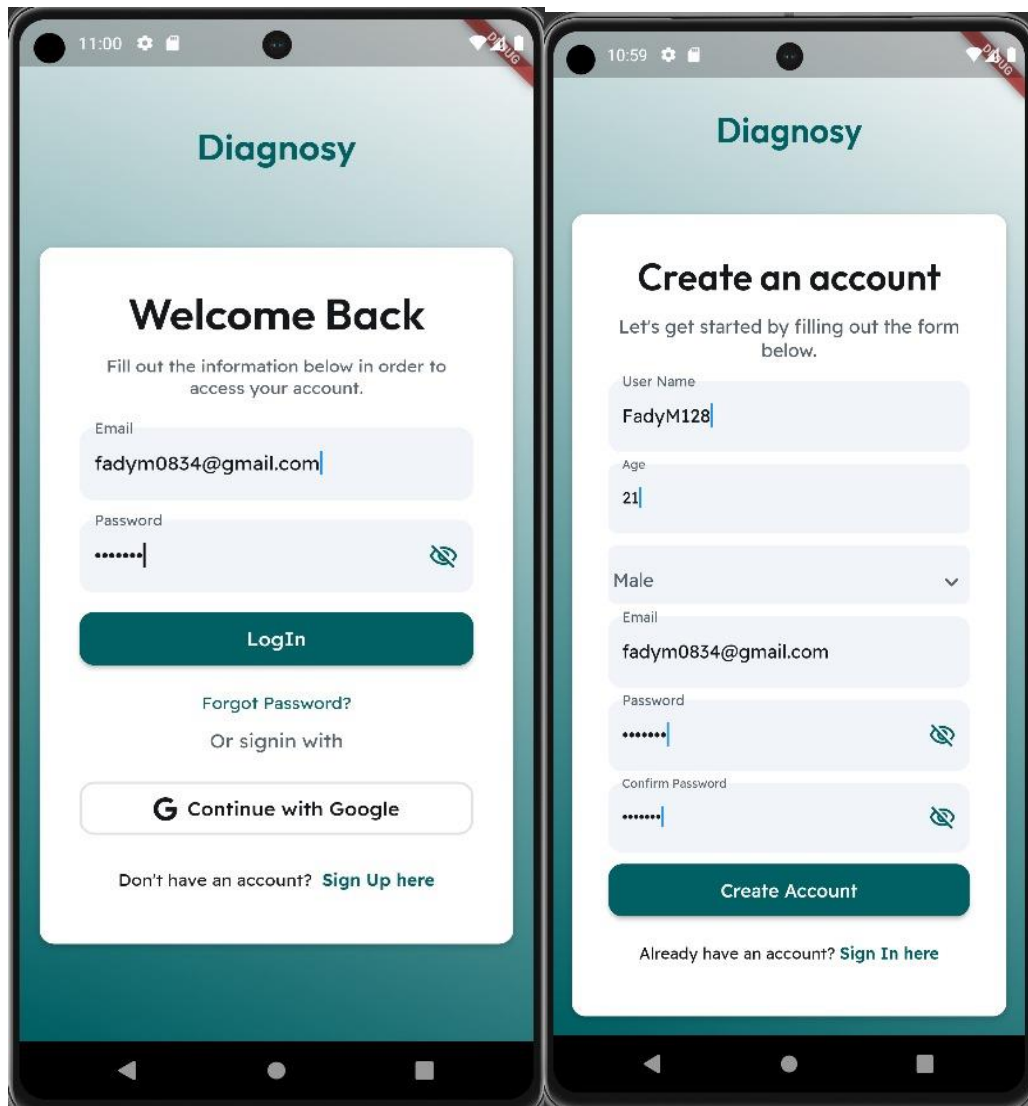 11:00
DEBUG
Diagnosy
Welcome Back
Fill out the information below in order to
access your account.
Email
fadym0834@gmail.com
Password
•••••••
LogIn
Forgot Password?
Or signin with
G Continue with Google
Don't have an account? Sign Up here
10:59
DEBUG
Diagnosy
Create an account
Let's get started by filling out the form
below.
User Name
FadyM128
Age
21
Male
Email
fadym0834@gmail.com
Password
•••••••
Confirm Password
•••••••
Create Account
Already have an account? Sign In here